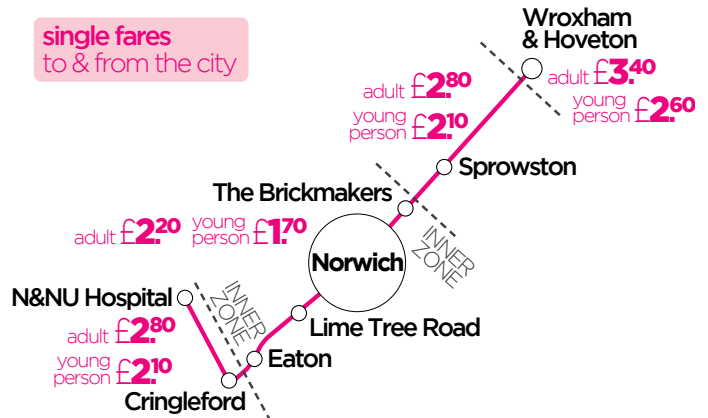 single fares
to & from the city
Wroxham
& Hoveton
adult £3.40
young
person £2.60
adult £2.80
young
person £2.10
Sprowston
The Brickmakers
INNER
ZONE
adult £2.20 young
person £1.70
Norwich
N&NU Hospital
adult £2.80
young
person £2.10
INNER
ZONE
Lime Tree Road
Eaton
Cringleford